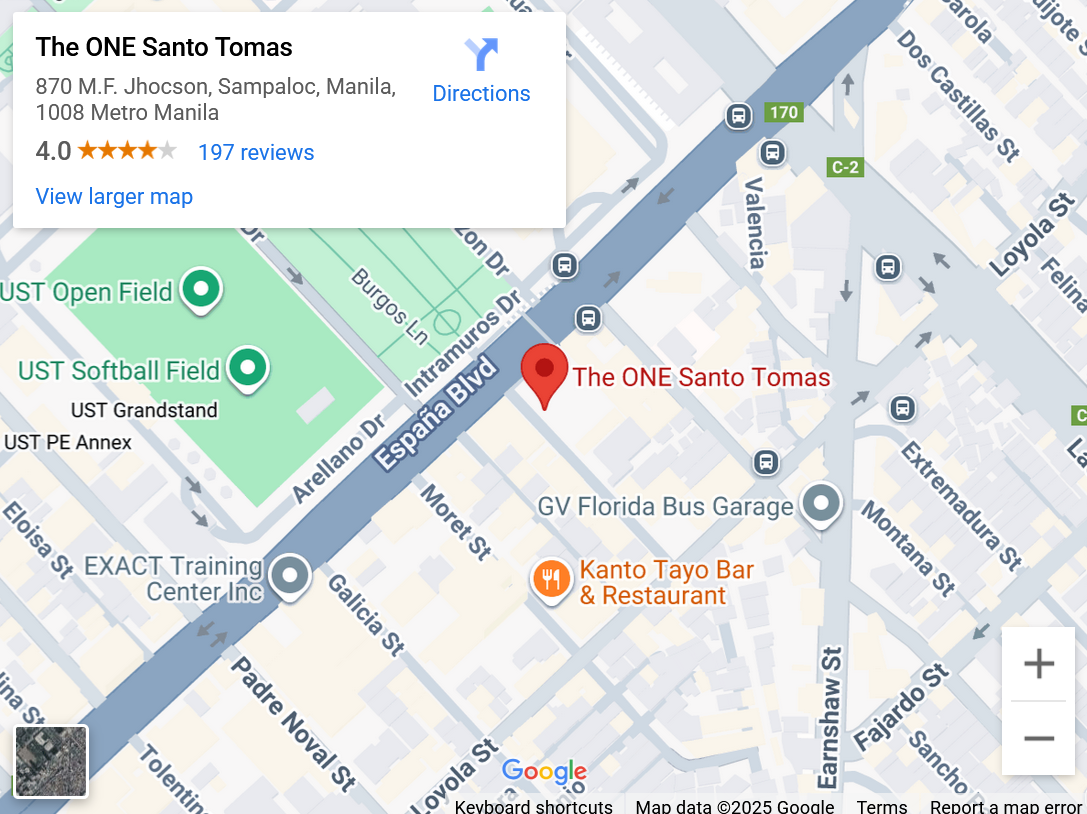 The ONE Santo Tomas
870 M.F. Jhocson, Sampaloc, Manila,
1008 Metro Manila
Directions
4.0
197 reviews
View larger map
170
C-2
Dos Castillas St
Valencia
Loyola St
Felina
Burgos Ln
Intramuros Dr
España Blvd
Arellano Dr
UST Open Field
UST Softball Field
UST Grandstand
UST PE Annex
The ONE Santo Tomas
GV Florida Bus Garage
Extremadura St
Montana St
Moret St
Eloisa St
EXACT Training
Center Inc
Kanto Tayo Bar
& Restaurant
Galicia St
Padre Noval St
Earnshaw St
Fajardo St
Sancho
Loyola St
Tolentin
Google
Keyboard shortcuts
Map data ©2025 Google
Terms
Report a map error